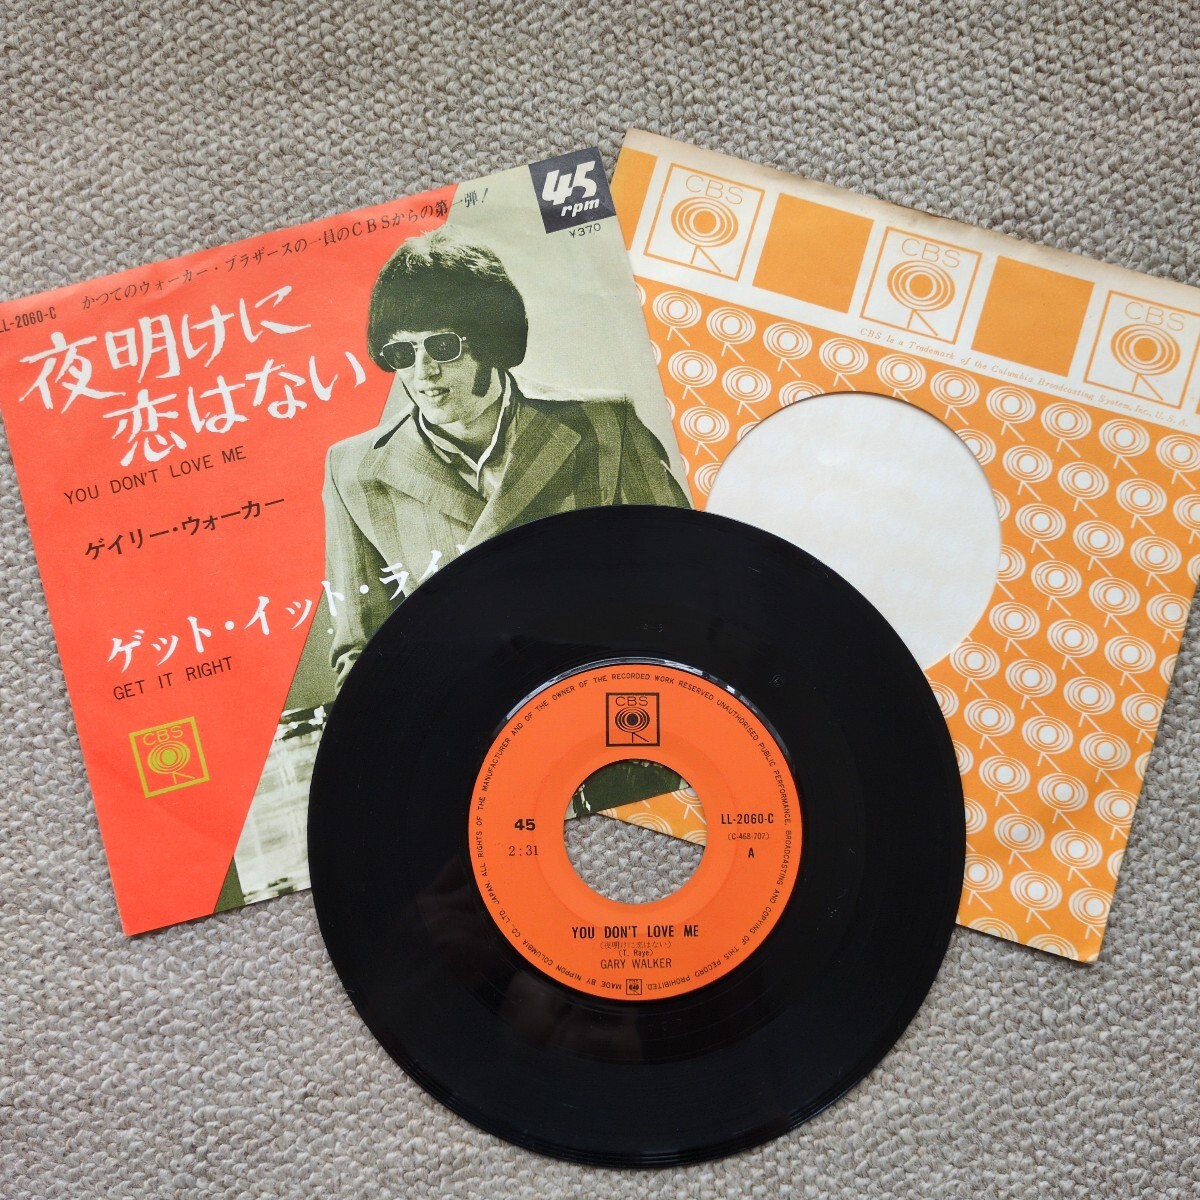 かつてのウォーカー・ブラザースの一員のCBSからの第一弾!
45
rpm
¥370
LL-2060-C
夜明けに
恋はない
YOU DON'T LOVE ME
ゲイリー・ウォーカー
ゲット・イット・ライ
GET IT RIGHT
CBS
CBS
CBS
CBS
CBS Is a Trademark of the Columbia Broadcasting System, Inc., U. S. A.
CBS
45
2:31
LL-2060-C
(C-468-707)
A
YOU DON'T LOVE ME
(夜明けに恋はない)
(T. Raye)
GARY WALKER
ALL RIGHTS OF THE MANUFACTURER AND OF THE OWNER OF THE RECORDED WORK RESERVED UNAUTHORISED PUBLIC PERFORMANCE, BROADCASTING AND COPYING OF THIS RECORD PROHIBITED.
MADE BY NIPPON COLUMBIA CO., LTD. JAPAN